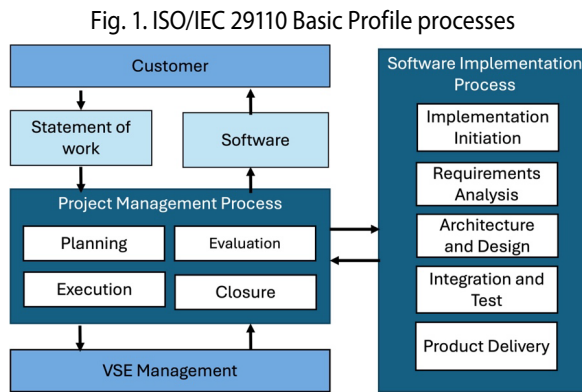 Fig. 1. ISO/IEC 29110 Basic Profile processes
Customer
Statement of
work
Software
Project Management Process
Planning
Evaluation
Execution
Closure
VSE Management
Software Implementation
Process
Implementation
Initiation
Requirements
Analysis
Architecture
and Design
Integration and
Test
Product Delivery